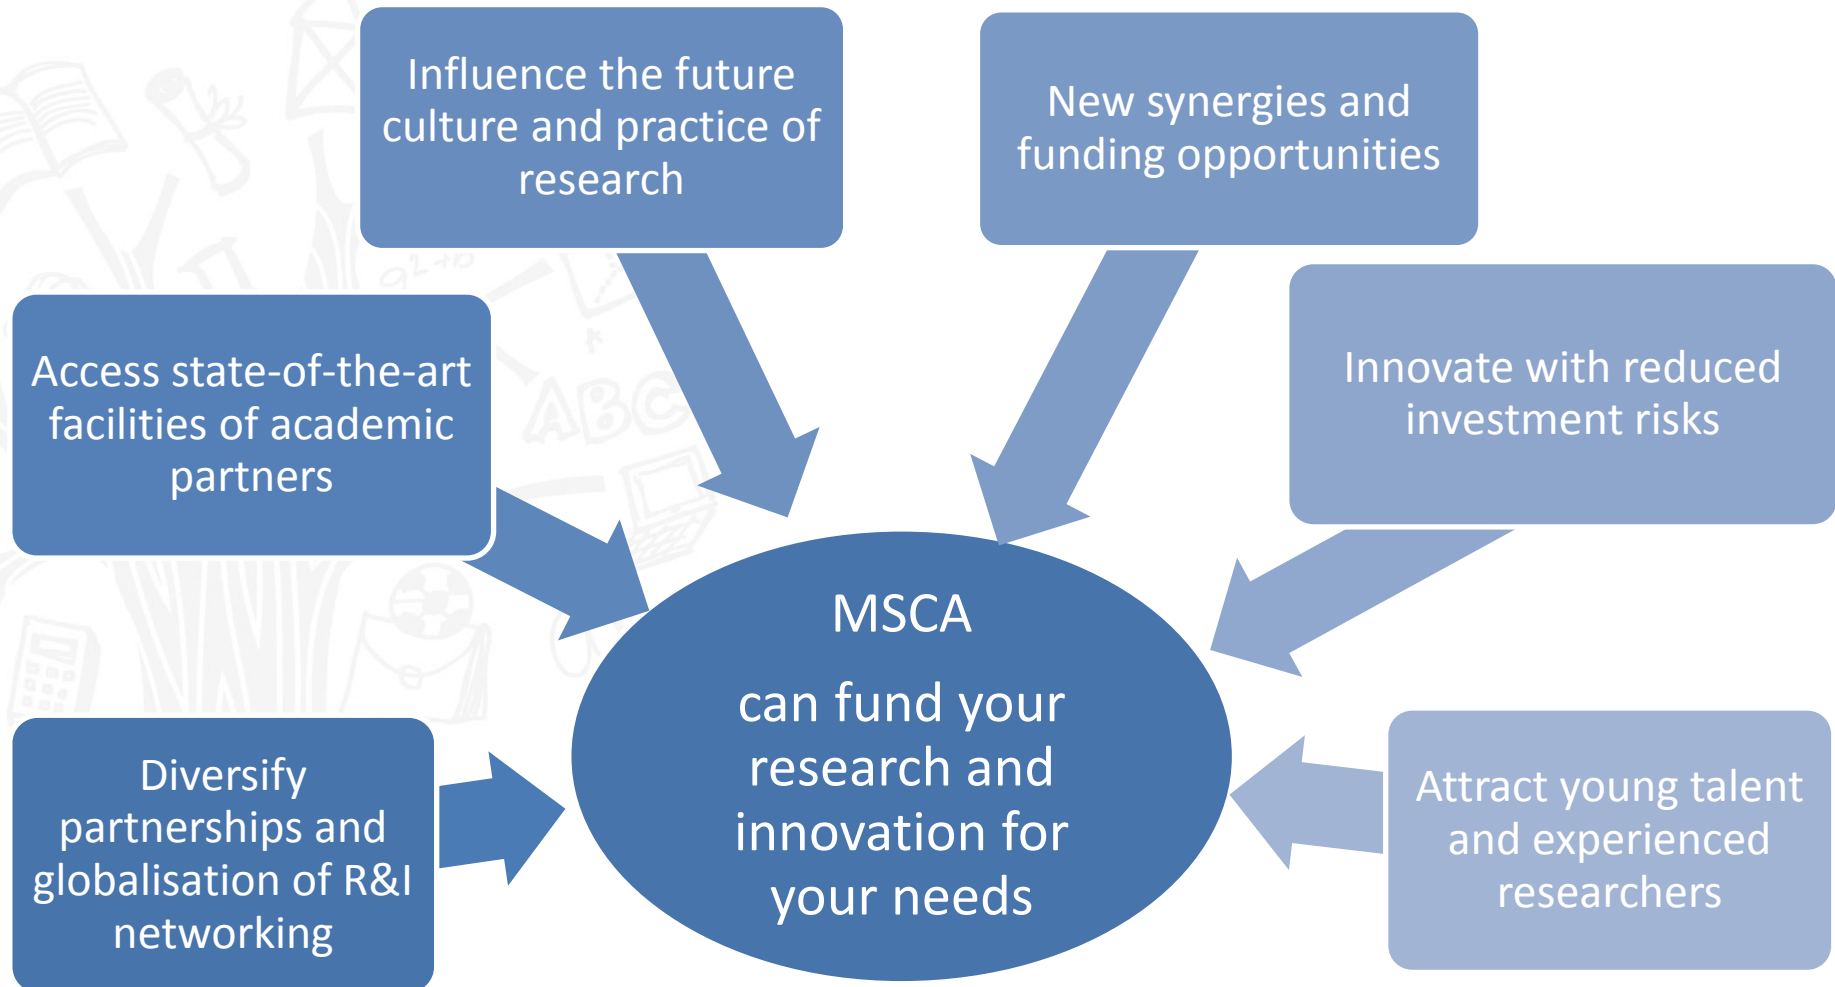 Influence the future
culture and practice of
research
New synergies and
funding opportunities
Access state-of-the-art
facilities of academic
partners
Innovate with reduced
investment risks
Diversify
partnerships and
globalisation of R&I
networking
MSCA
can fund your
research and
innovation for
your needs
Attract young talent
and experienced
researchers
ABC